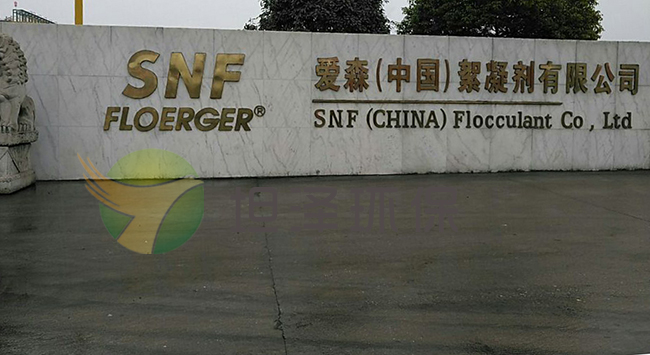 SNF
FLOERGER®
爱森(中国)絮凝剂有限公司
SNF (CHINA) Flocculant Co , Ltd